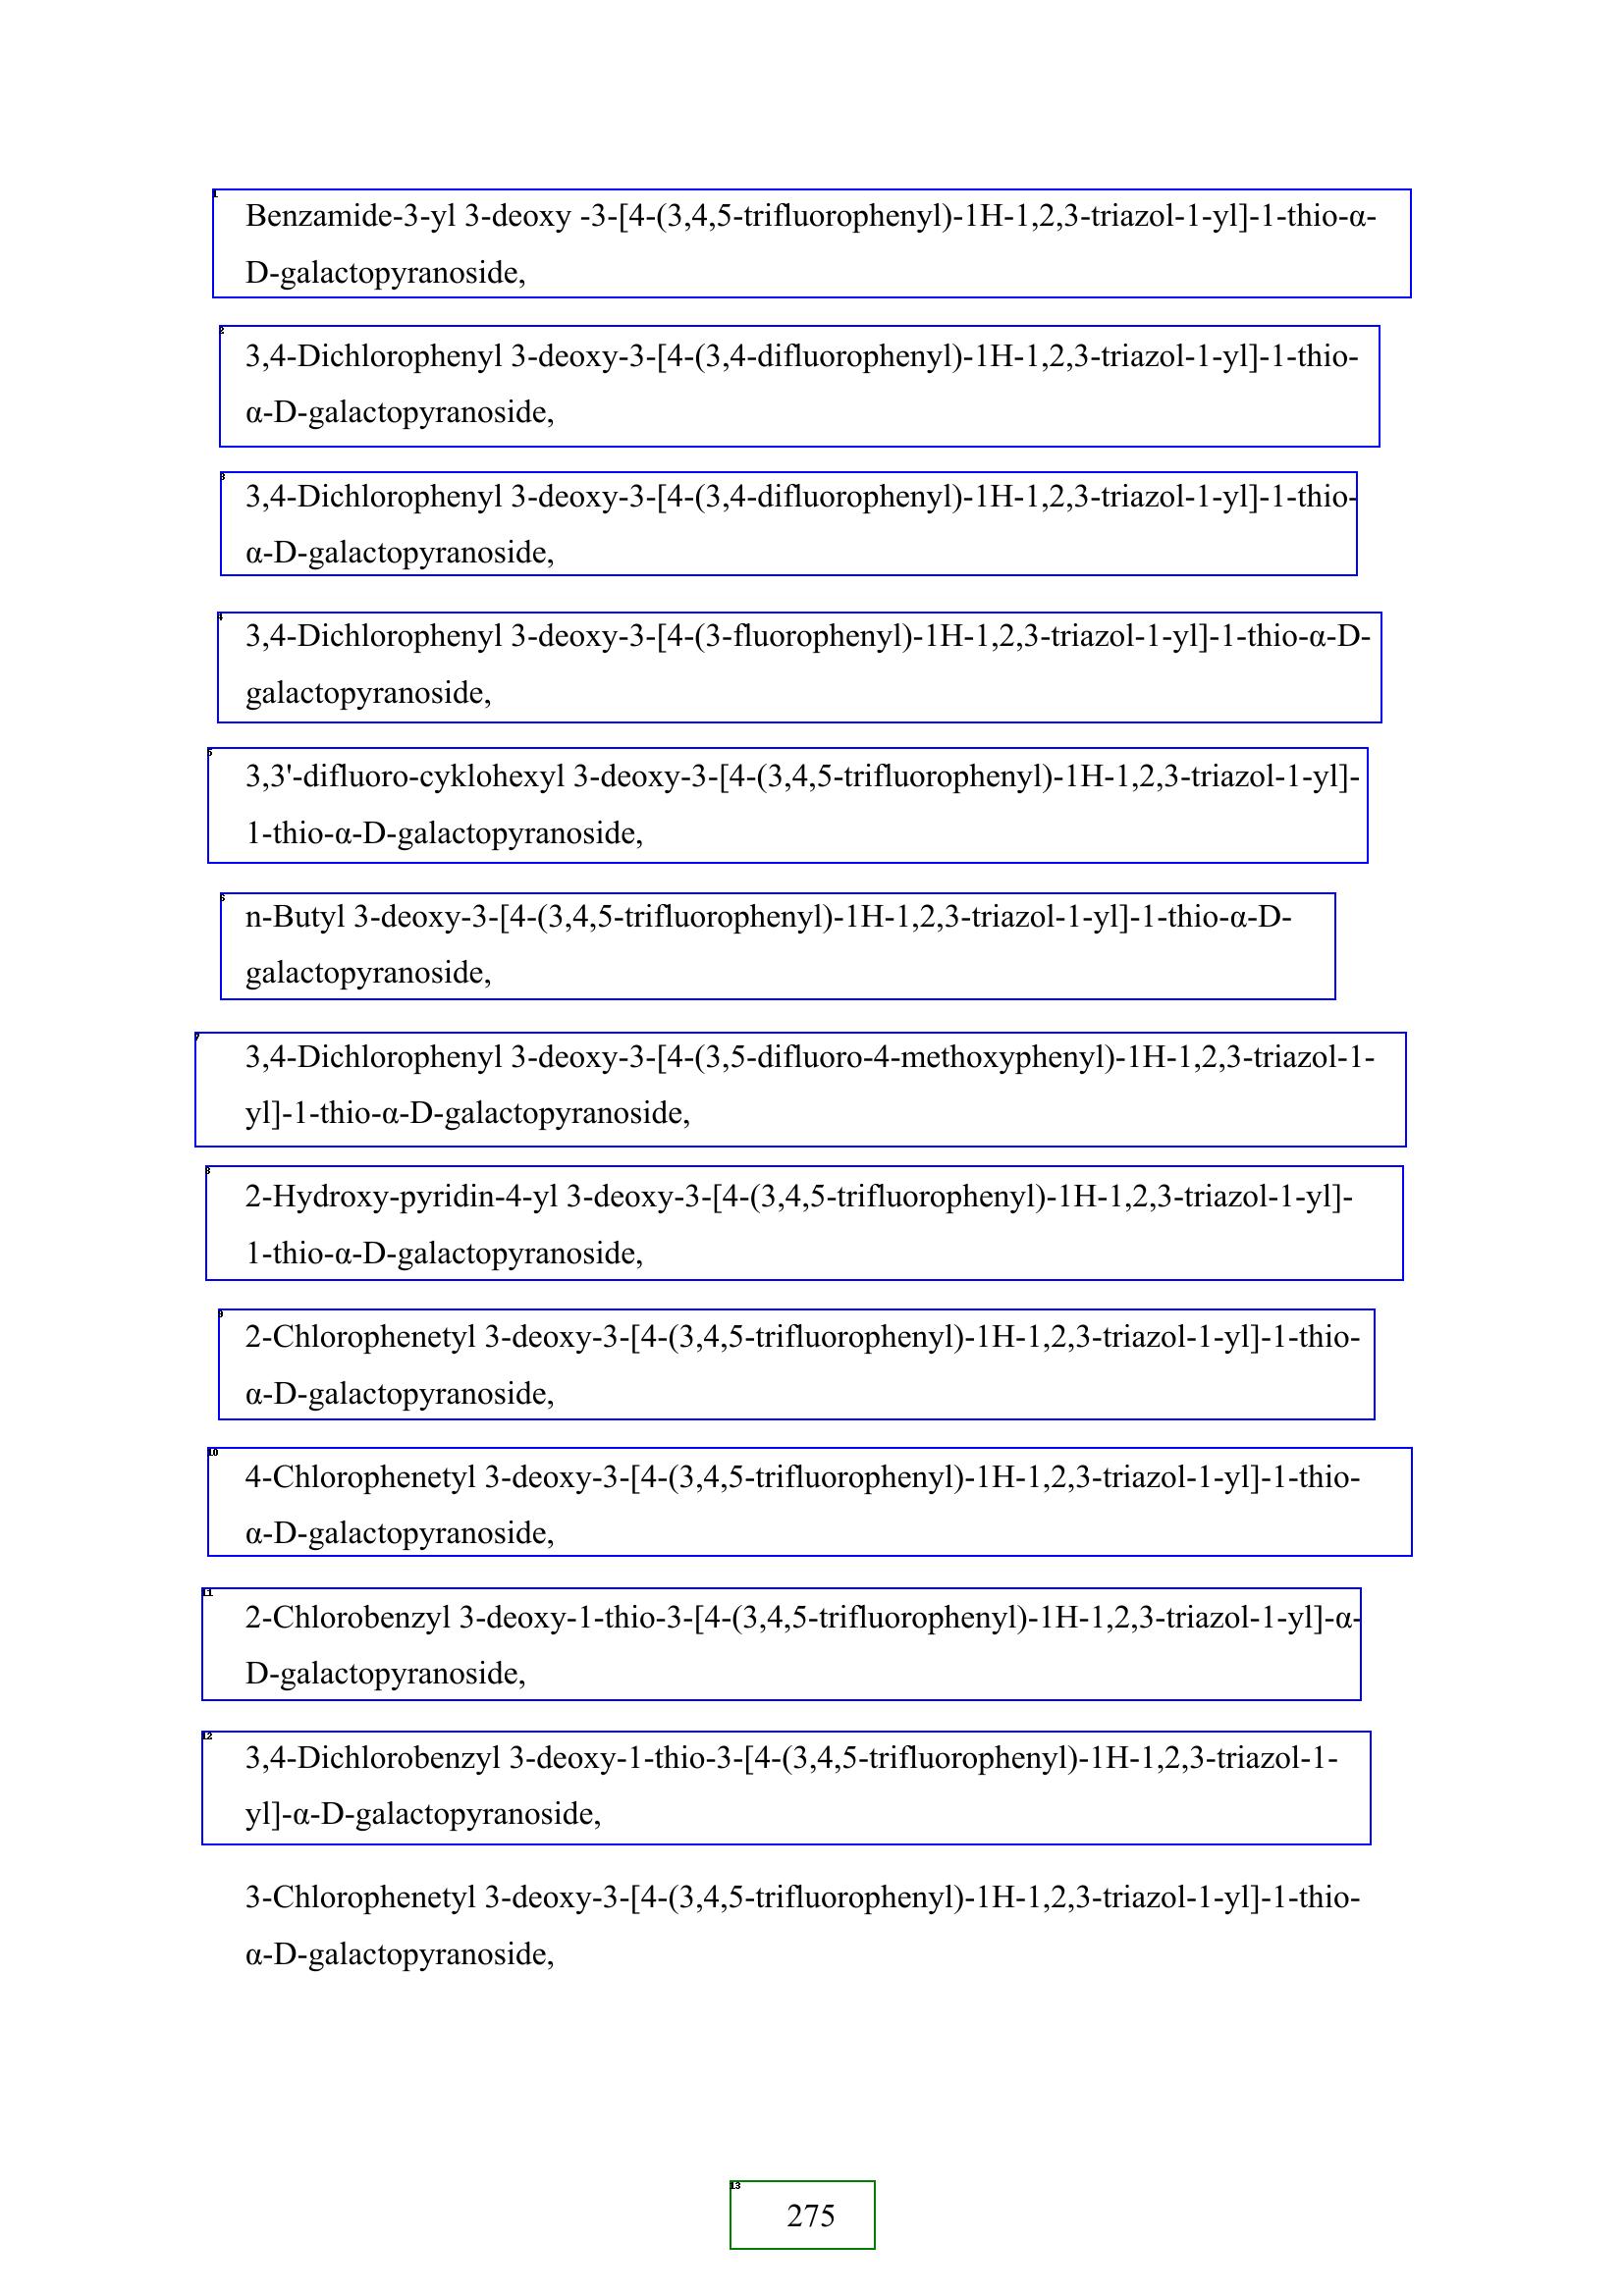 Benzamide-3-yl 3-deoxy -3-[4-(3,4,5-trifluorophenyl)-1H-1,2,3-triazol-1-yl]-1-thio-α-
D-galactopyranoside,
3,4-Dichlorophenyl 3-deoxy-3-[4-(3,4-difluorophenyl)-1H-1,2,3-triazol-1-yl]-1-thio-
α-D-galactopyranoside,
3,4-Dichlorophenyl 3-deoxy-3-[4-(3,4-difluorophenyl)-1H-1,2,3-triazol-1-yl]-1-thio-
α-D-galactopyranoside,
3,4-Dichlorophenyl 3-deoxy-3-[4-(3-fluorophenyl)-1H-1,2,3-triazol-1-yl]-1-thio-α-D-
galactopyranoside,
3,3'-difluoro-cyklohexyl 3-deoxy-3-[4-(3,4,5-trifluorophenyl)-1H-1,2,3-triazol-1-yl]-
1-thio-α-D-galactopyranoside,
n-Butyl 3-deoxy-3-[4-(3,4,5-trifluorophenyl)-1H-1,2,3-triazol-1-yl]-1-thio-α-D-
galactopyranoside,
3,4-Dichlorophenyl 3-deoxy-3-[4-(3,5-difluoro-4-methoxyphenyl)-1H-1,2,3-triazol-1-
yl]-1-thio-α-D-galactopyranoside,
2-Hydroxy-pyridin-4-yl 3-deoxy-3-[4-(3,4,5-trifluorophenyl)-1H-1,2,3-triazol-1-yl]-
1-thio-α-D-galactopyranoside,
2-Chlorophenetyl 3-deoxy-3-[4-(3,4,5-trifluorophenyl)-1H-1,2,3-triazol-1-yl]-1-thio-
α-D-galactopyranoside,
4-Chlorophenetyl 3-deoxy-3-[4-(3,4,5-trifluorophenyl)-1H-1,2,3-triazol-1-yl]-1-thio-
α-D-galactopyranoside,
2-Chlorobenzyl 3-deoxy-1-thio-3-[4-(3,4,5-trifluorophenyl)-1H-1,2,3-triazol-1-yl]-α-
D-galactopyranoside,
3,4-Dichlorobenzyl 3-deoxy-1-thio-3-[4-(3,4,5-trifluorophenyl)-1H-1,2,3-triazol-1-
yl]-α-D-galactopyranoside,
3-Chlorophenetyl 3-deoxy-3-[4-(3,4,5-trifluorophenyl)-1H-1,2,3-triazol-1-yl]-1-thio-
α-D-galactopyranoside,
275